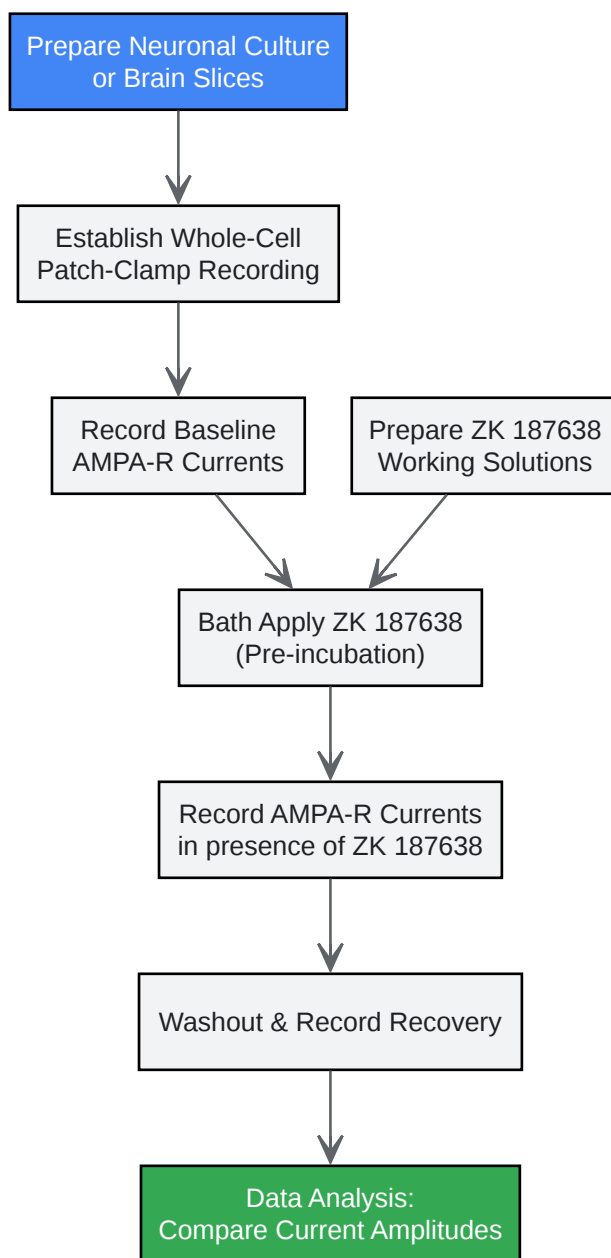 Prepare Neuronal Culture
or Brain Slices
Establish Whole-Cell
Patch-Clamp Recording
Record Baseline
AMPA-R Currents
Prepare ZK 187638
Working Solutions
Bath Apply ZK 187638
(Pre-incubation)
Record AMPA-R Currents
in presence of ZK 187638
Washout & Record Recovery
Data Analysis:
Compare Current Amplitudes